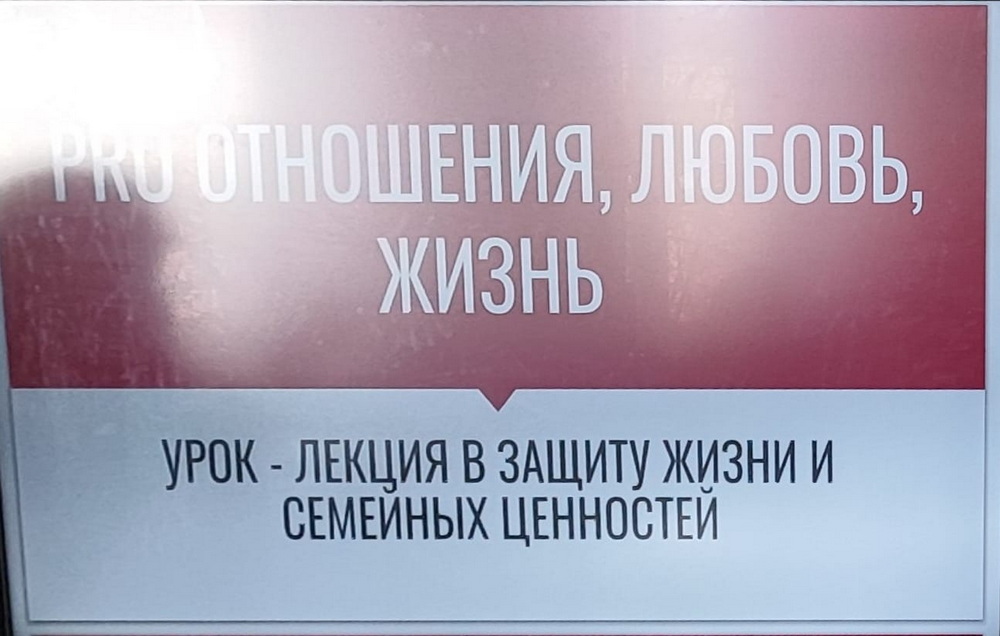 PRO ОТНОШЕНИЯ, ЛЮБОВЬ,
ЖИЗНЬ
УРОК - ЛЕКЦИЯ В ЗАЩИТУ ЖИЗНИ И
СЕМЕЙНЫХ ЦЕННОСТЕЙ